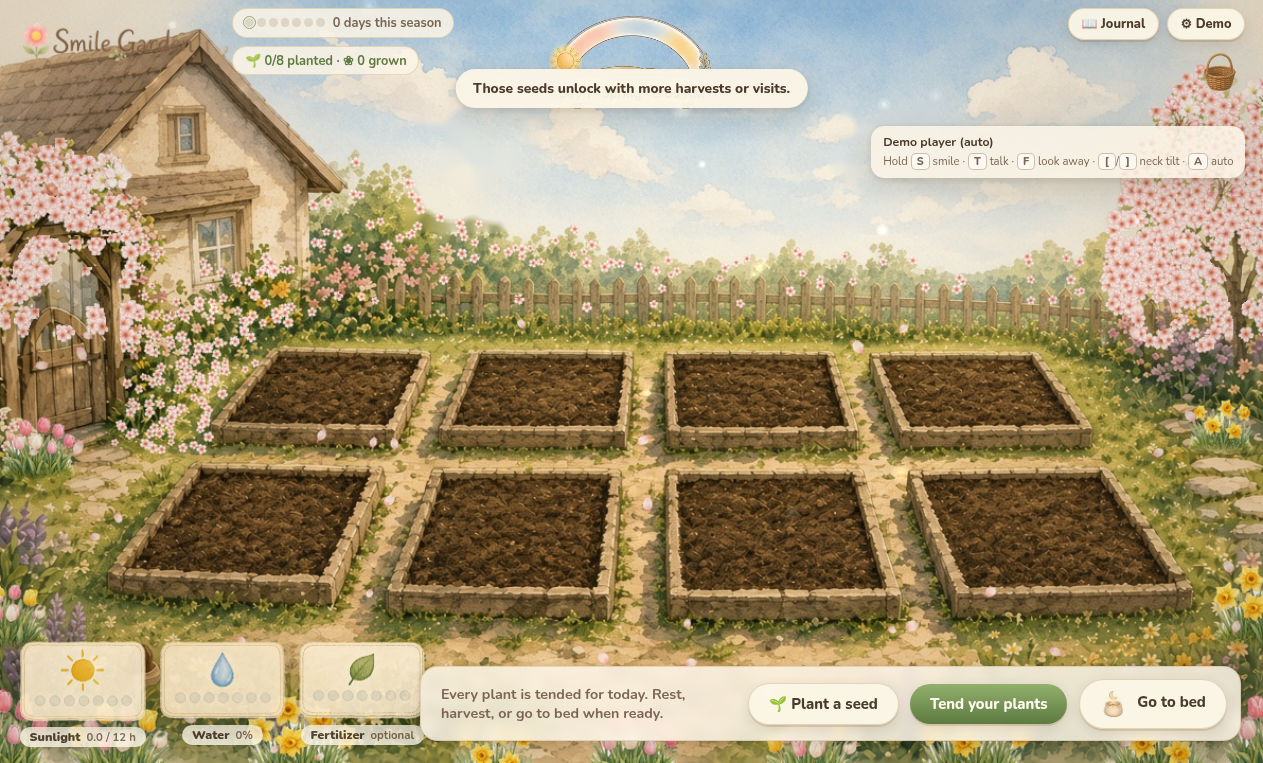 Smile Garden
0 days this season
🌱 0/8 planted · ❀ 0 grown
Those seeds unlock with more harvests or visits.
📖 Journal
⚙ Demo
Demo player (auto)
Hold S smile · T talk · F look away · [ / ] neck tilt · A auto
Every plant is tended for today. Rest,
harvest, or go to bed when ready.
🌱 Plant a seed
Tend your plants
Go to bed
Sunlight 0.0 / 12 h
Water 0%
Fertilizer optional